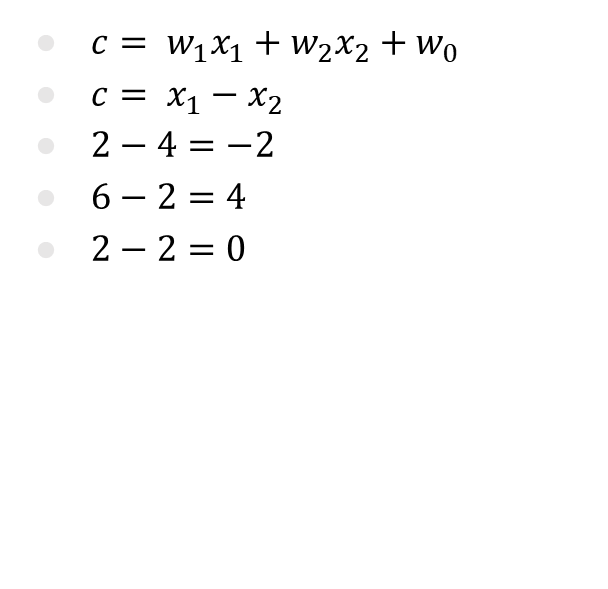 c = w₁x₁ + w₂x₂ + w₀
c = x₁ − x₂
2 − 4 = −2
6 − 2 = 4
2 − 2 = 0